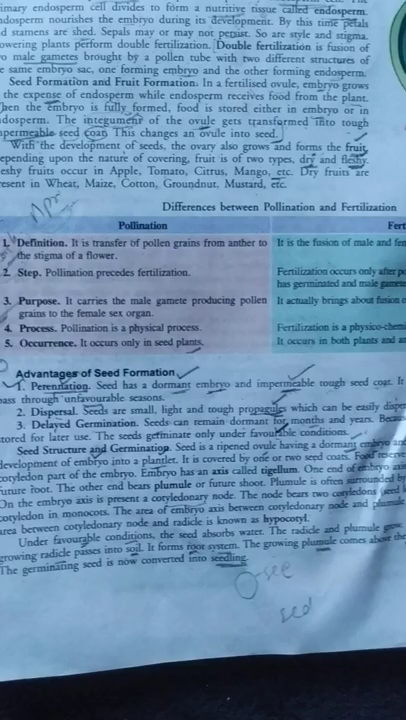 imary endosperm cell divides to form a nutritive tissue called endosperm.
ndosperm nourishes the embryo during its development. By this time petals
d stamens are shed. Sepals may or may not persist. So are style and stigma.
owering plants perform double fertilization. Double fertilization is fusion of
o male gametes brought by a pollen tube with two different structures of
e same embryo sac, one forming embryo and the other forming endosperm.
Seed Formation and Fruit Formation. In a fertilised ovule, embryo grows
the expense of endosperm while endosperm receives food from the plant.
hen the embryo is fully formed, food is stored either in embryo or in
ndosperm. The integument of the ovule gets transformed into tough
mpermeable seed coat. This changes an ovule into seed.
With the development of seeds, the ovary also grows and forms the fruit.
epending upon the nature of covering, fruit is of two types, dry and fleshy.
eshy fruits occur in Apple, Tomato, Citrus, Mango, etc. Dry fruits are
resent in Wheat, Maize, Cotton, Groundnut, Mustard, etc.
Differences between Pollination and Fertilization
Pollination Fert
1. Definition. It is transfer of pollen grains from anther to It is the fusion of male and fem
the stigma of a flower.
2. Step. Pollination precedes fertilization. Fertilization occurs only after po
has germinated and male gamete
3. Purpose. It carries the male gamete producing pollen It actually brings about fusion o
grains to the female sex organ.
4. Process. Pollination is a physical process. Fertilization is a physico-chemi
5. Occurrence. It occurs only in seed plants. It occurs in both plants and an
Advantages of Seed Formation
1. Perennation. Seed has a dormant embryo and impermeable tough seed coat. It
pass through unfavourable seasons.
2. Dispersal. Seeds are small, light and tough propagules which can be easily disper
3. Delayed Germination. Seeds can remain dormant for months and years. Becau
tored for later use. The seeds germinate only under favourable conditions.
Seed Structure and Germination. Seed is a ripened ovule having a dormant embryo and
development of embryo into a plantlet. It is covered by one or two seed coats. Food reserve
cotyledon part of the embryo. Embryo has an axis called tigellum. One end of embryo axis
future root. The other end bears plumule or future shoot. Plumule is often surrounded by
On the embryo axis is present a cotyledonary node. The node bears two cotyledons (seed l
cotyledon in monocots. The area of embryo axis between cotyledonary node and plumule
area between cotyledonary node and radicle is known as hypocotyl.
Under favourable conditions, the seed absorbs water. The radicle and plumule grow.
growing radicle passes into soil. It forms root system. The growing plumule comes above the
The germinating seed is now converted into seedling.
see
sed